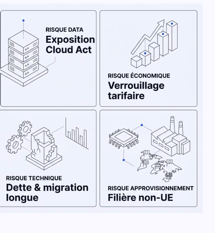 RISQUE DATA
Exposition
Cloud Act
RISQUE ÉCONOMIQUE
Verrouillage
tarifaire
RISQUE TECHNIQUE
Dette & migration
longue
RISQUE APPROVISIONNEMENT
Filière non-UE